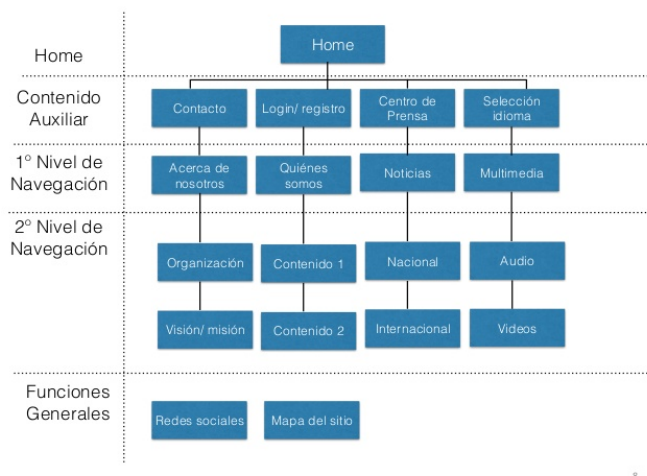 Home
Home
Contenido
Auxiliar
Contacto
Login/ registro
Centro de
Prensa
Selección
idioma
1º Nivel de
Navegación
Acerca de
nosotros
Quiénes
somos
Noticias
Multimedia
2º Nivel de
Navegación
Organización
Contenido 1
Nacional
Audio
Visión/ misión
Contenido 2
Internacional
Videos
Funciones
Generales
Redes sociales
Mapa del sitio